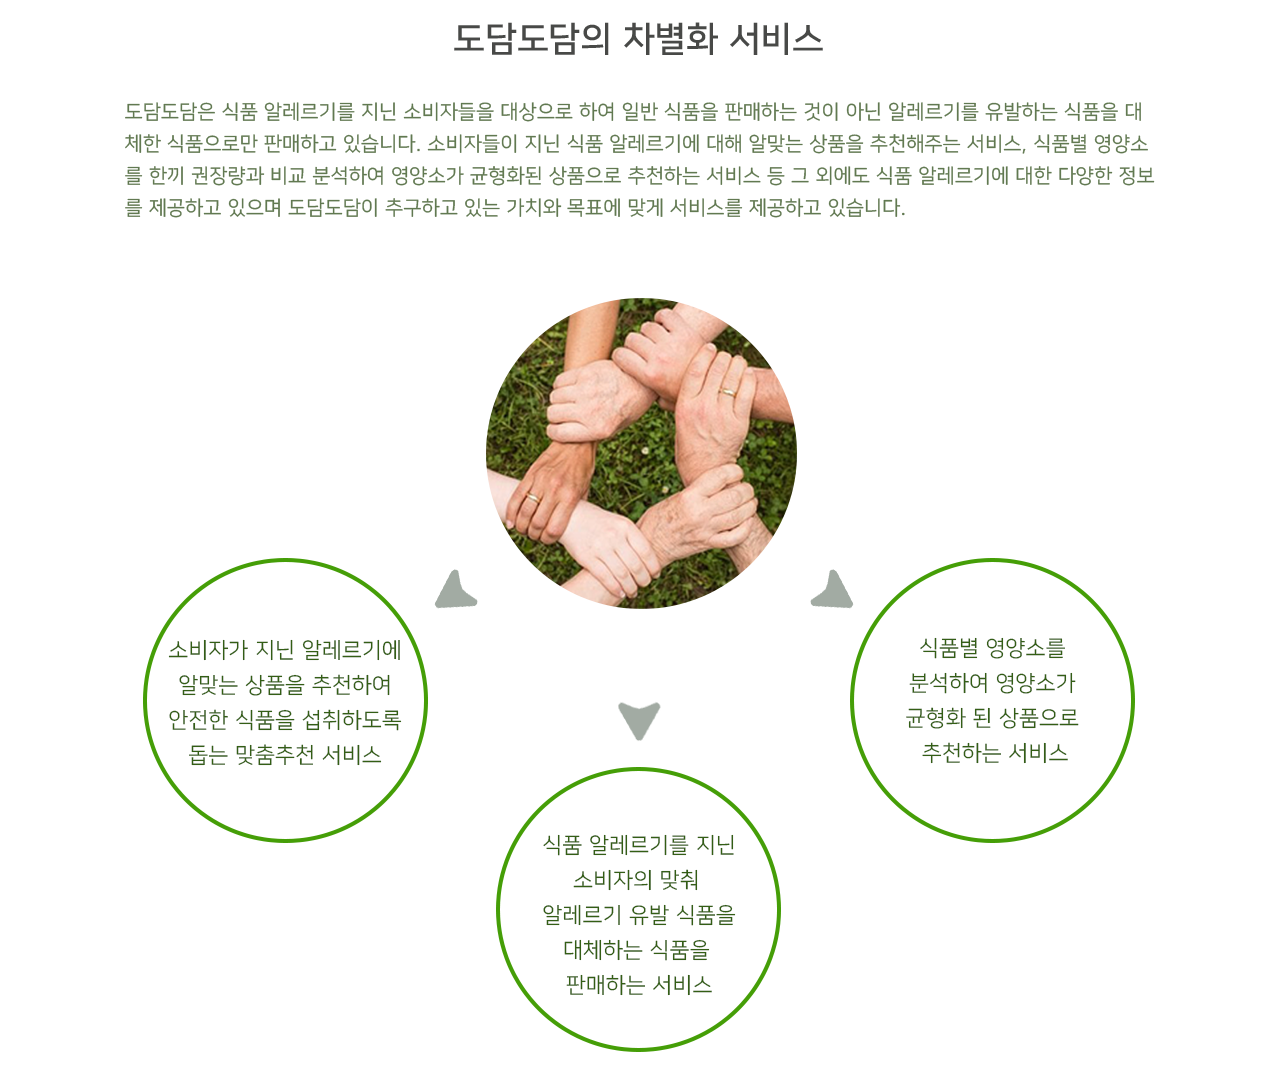 도담도담의 차별화 서비스
도담도담은 식품 알레르기를 지닌 소비자들을 대상으로 하여 일반 식품을 판매하는 것이 아닌 알레르기를 유발하는 식품을 대
체한 식품으로만 판매하고 있습니다. 소비자들이 지닌 식품 알레르기에 대해 알맞는 상품을 추천해주는 서비스, 식품별 영양소
를 한끼 권장량과 비교 분석하여 영양소가 균형화된 상품으로 추천하는 서비스 등 그 외에도 식품 알레르기에 대한 다양한 정보
를 제공하고 있으며 도담도담이 추구하고 있는 가치와 목표에 맞게 서비스를 제공하고 있습니다.
소비자가 지닌 알레르기에
알맞는 상품을 추천하여
안전한 식품을 섭취하도록
돕는 맞춤추천 서비스
식품 알레르기를 지닌
소비자의 맞춰
알레르기 유발 식품을
대체하는 식품을
판매하는 서비스
식품별 영양소를
분석하여 영양소가
균형화 된 상품으로
추천하는 서비스